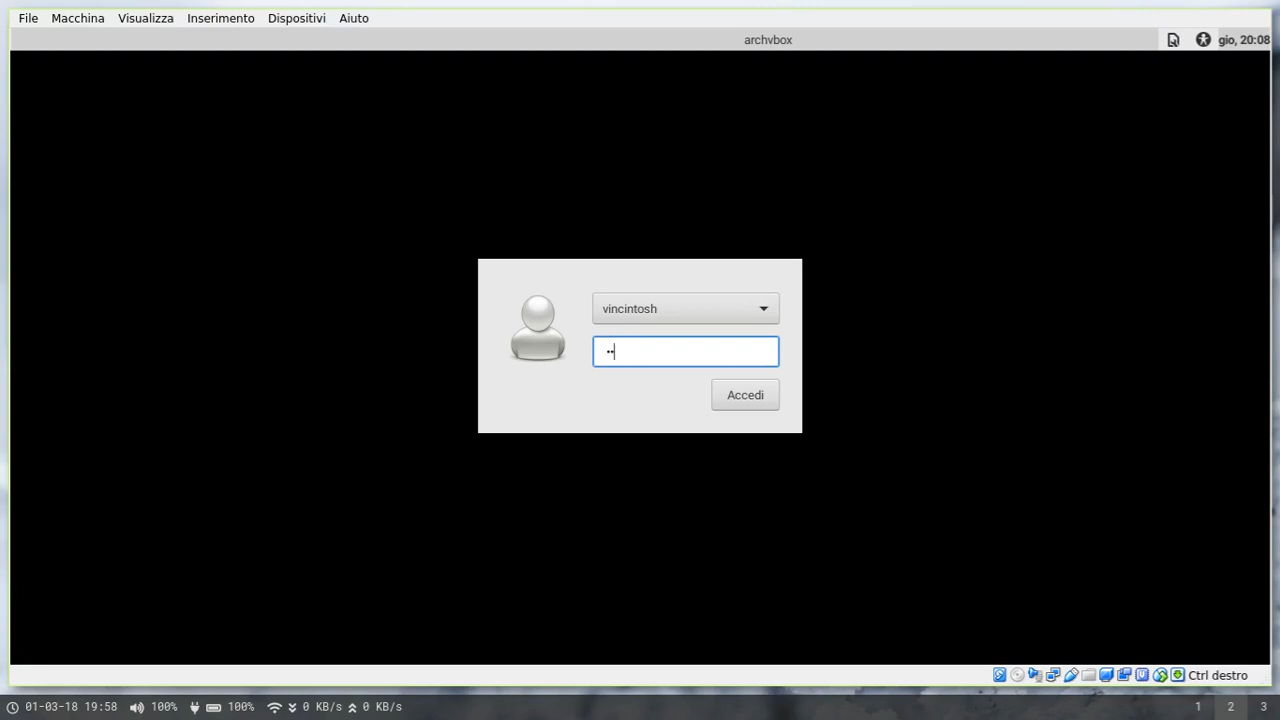 File Macchina Visualizza Inserimento Dispositivi Aiuto
archvbox gio, 20:08
vincintosh
••
Accedi
Ctrl destro
01-03-18 19:58 100% 100% 0 KB/s 0 KB/s 1 2 3